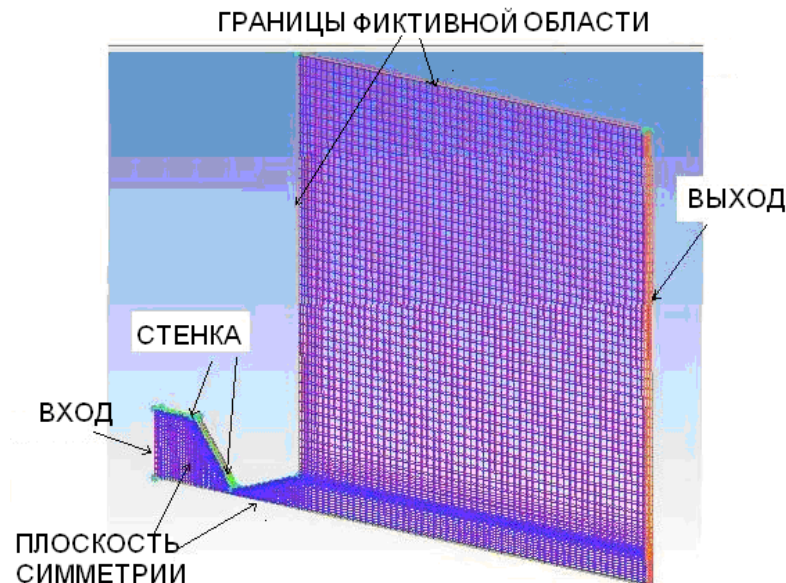 ГРАНИЦЫ ФИКТИВНОЙ ОБЛАСТИ
ВЫХОД
СТЕНКА
ВХОД
ПЛОСКОСТЬ
СИММЕТРИИ